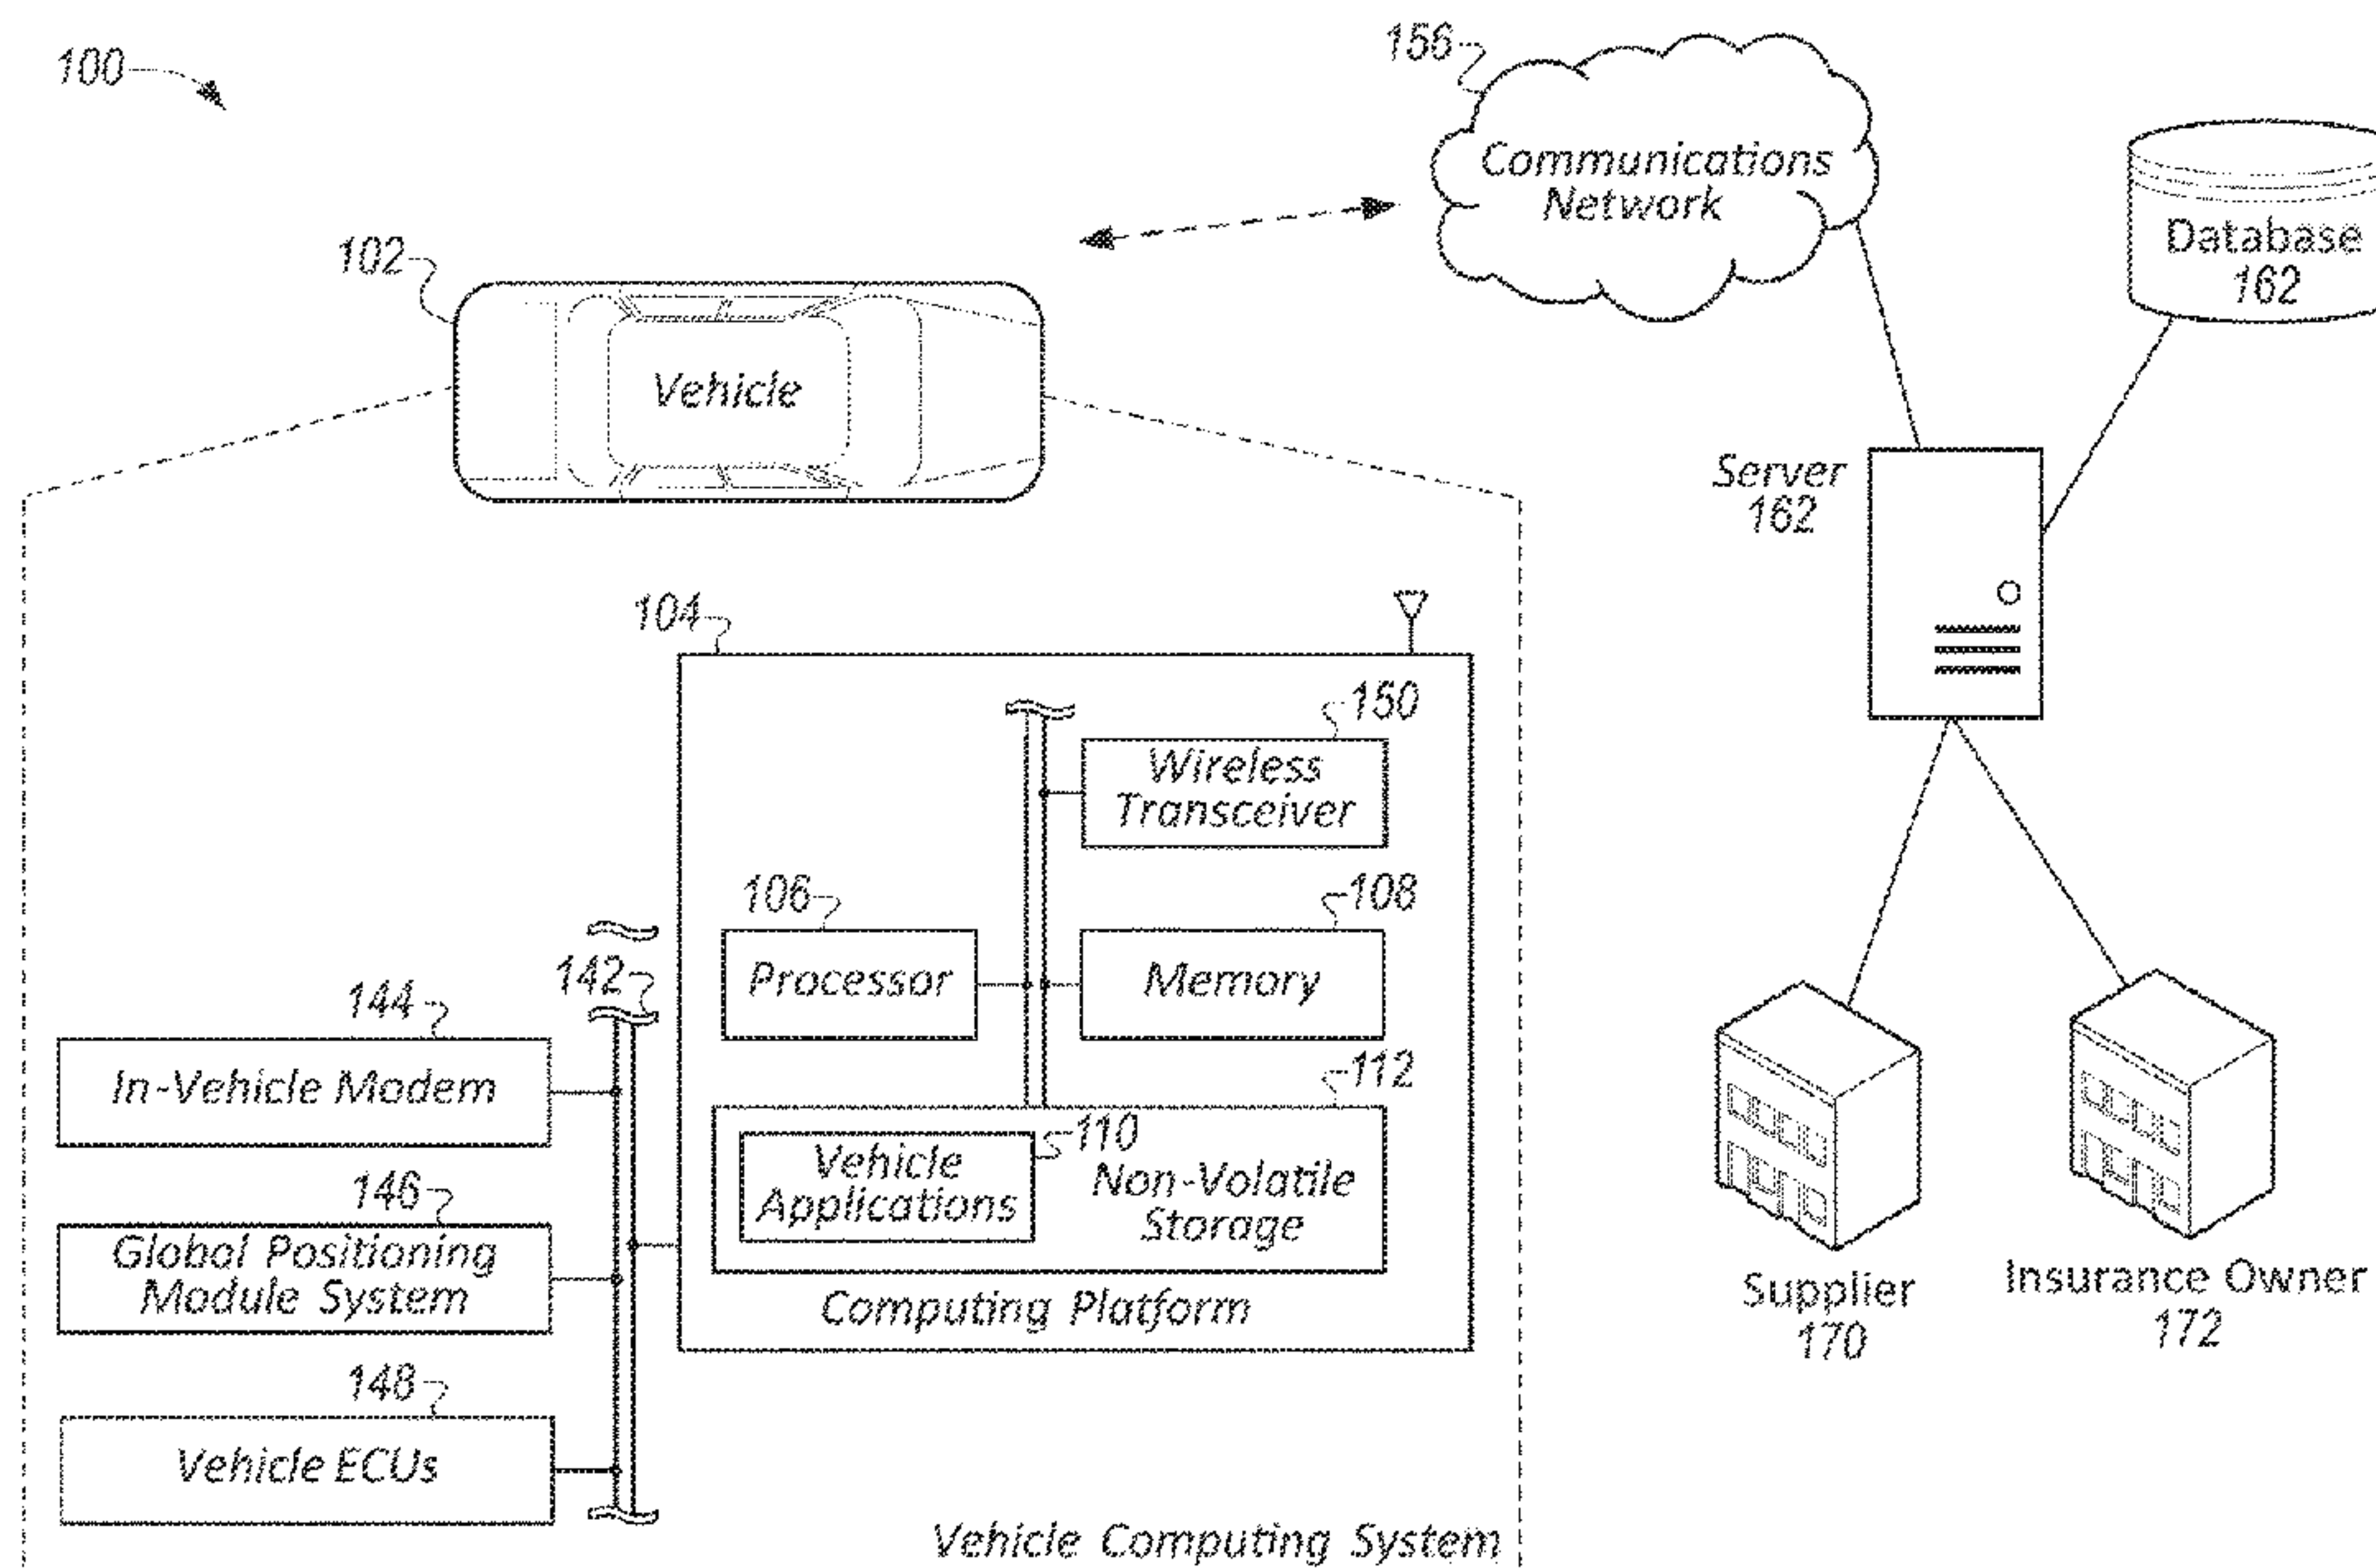 100
156
Communications
Network
Database
162
102
Vehicle
Server
162
104
150
Wireless
Transceiver
106
108
Processor
Memory
142
144
In-Vehicle Modem
112
110
Vehicle
Applications
Non-Volatile
Storage
146
Global Positioning
Module System
Computing Platform
Supplier
170
Insurance Owner
172
148
Vehicle ECUs
Vehicle Computing System